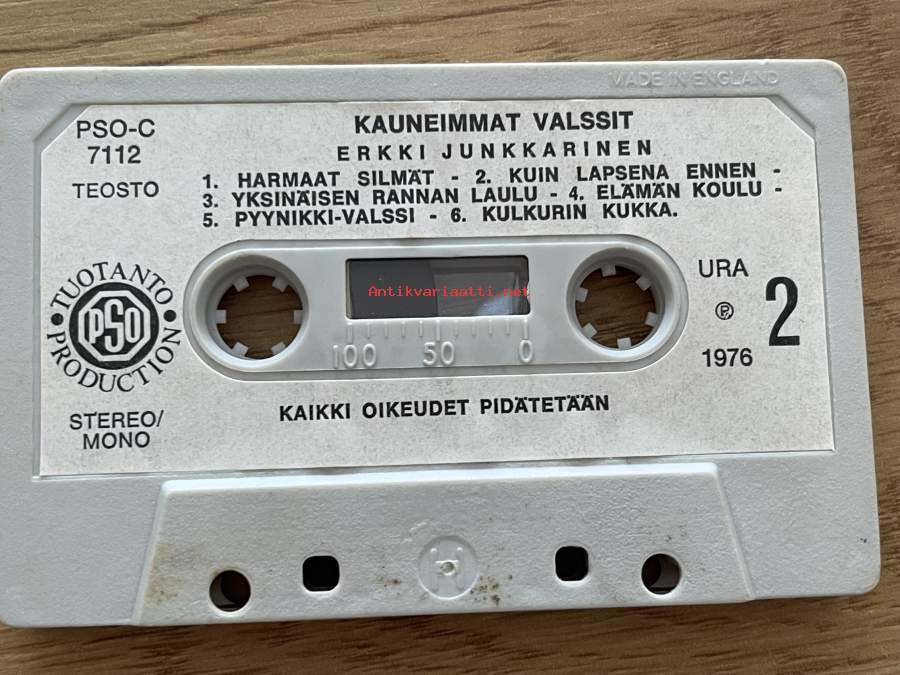 MADE IN ENGLAND
PSO-C
7112
TEOSTO
KAUNEIMMAT VALSSIT
ERKKI JUNKKARINEN
1. HARMAAT SILMÄT - 2. KUIN LAPSENA ENNEN -
3. YKSINÄISEN RANNAN LAULU - 4. ELÄMÄN KOULU -
5. PYYNIKKI-VALSSI - 6. KULKURIN KUKKA.
TUOTANTO
PSO
PRODUCTION
STEREO/
MONO
Antikvariaatti.net
100 50 0
URA
2
℗
1976
KAIKKI OIKEUDET PIDÄTETÄÄN